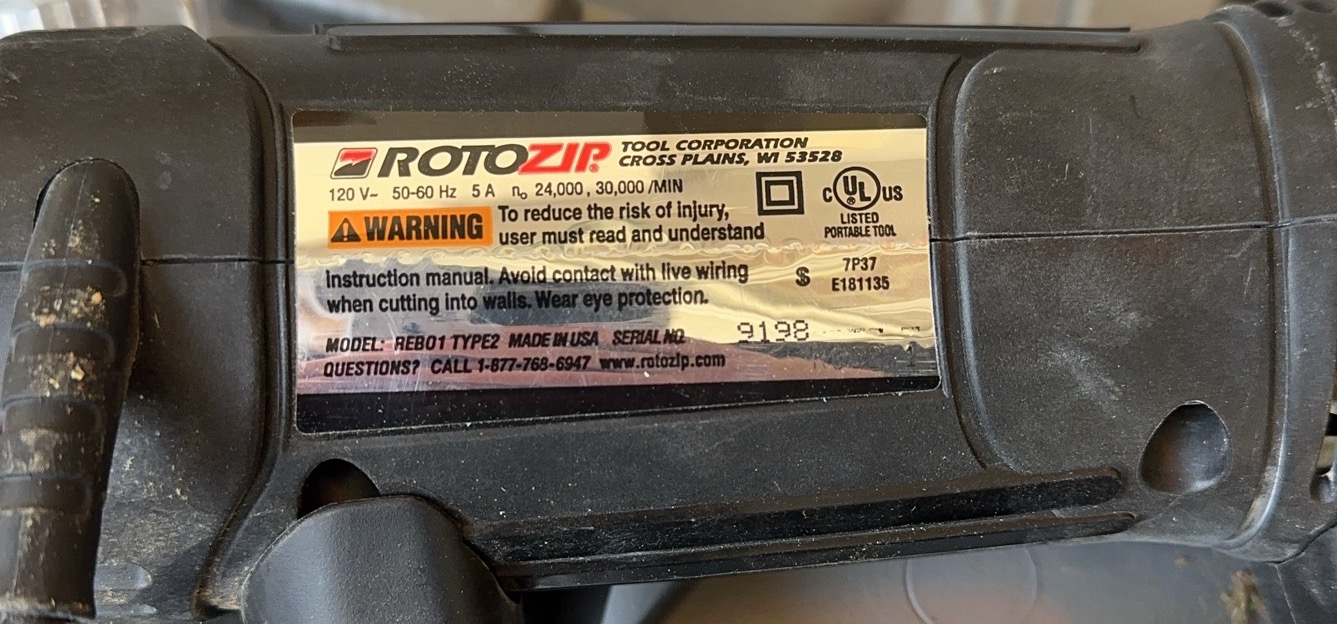 ROTOZIP® TOOL CORPORATION
CROSS PLAINS, WI 53528
120 V~ 50-60 Hz 5 A n₀ 24,000, 30,000 /MIN
WARNING To reduce the risk of injury,
user must read and understand
instruction manual. Avoid contact with live wiring
when cutting into walls. Wear eye protection.
C UL US
LISTED
PORTABLE TOOL
S 7P37
E181135
MODEL: REB01 TYPE2 MADE IN USA SERIAL NO. 9198
QUESTIONS? CALL 1-877-768-6947 www.rotozip.com